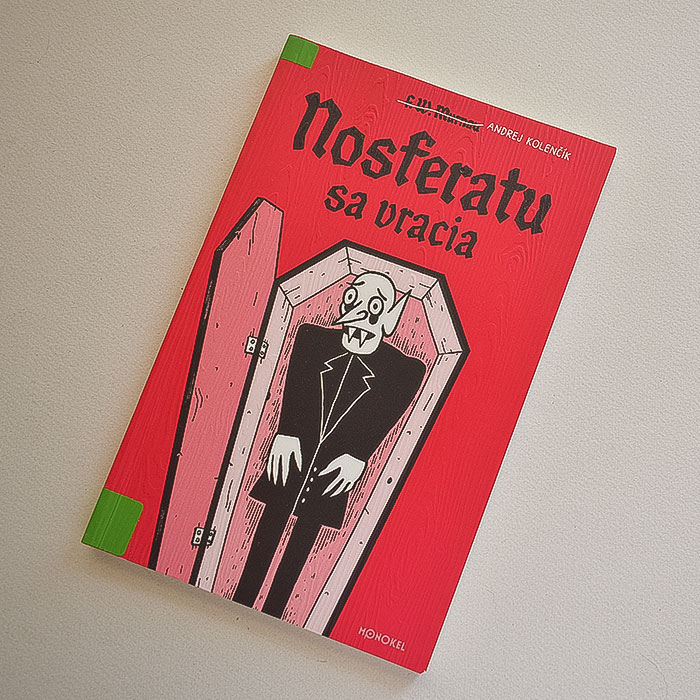 F. W. Murnau ANDREJ KOLENČÍK
Nosferatu
sa vracia
MONOKEL